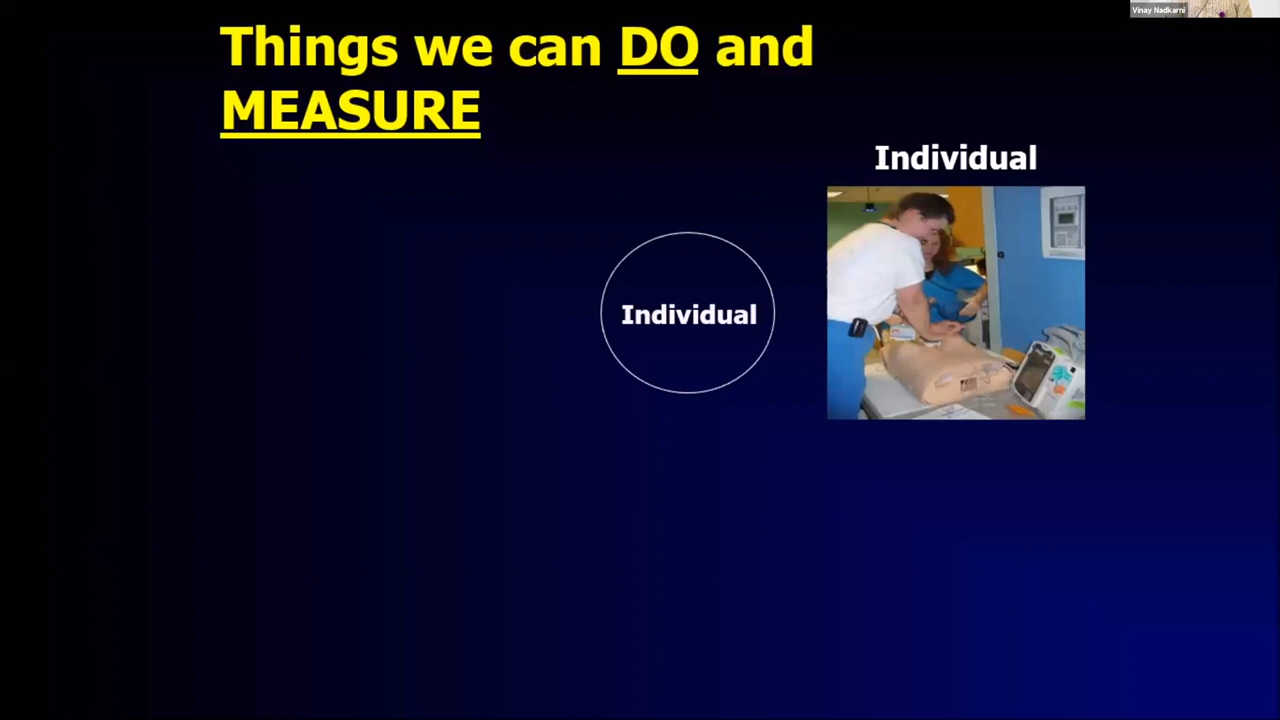 Vinay Nadkarni
Things we can DO and
MEASURE
Individual
Individual